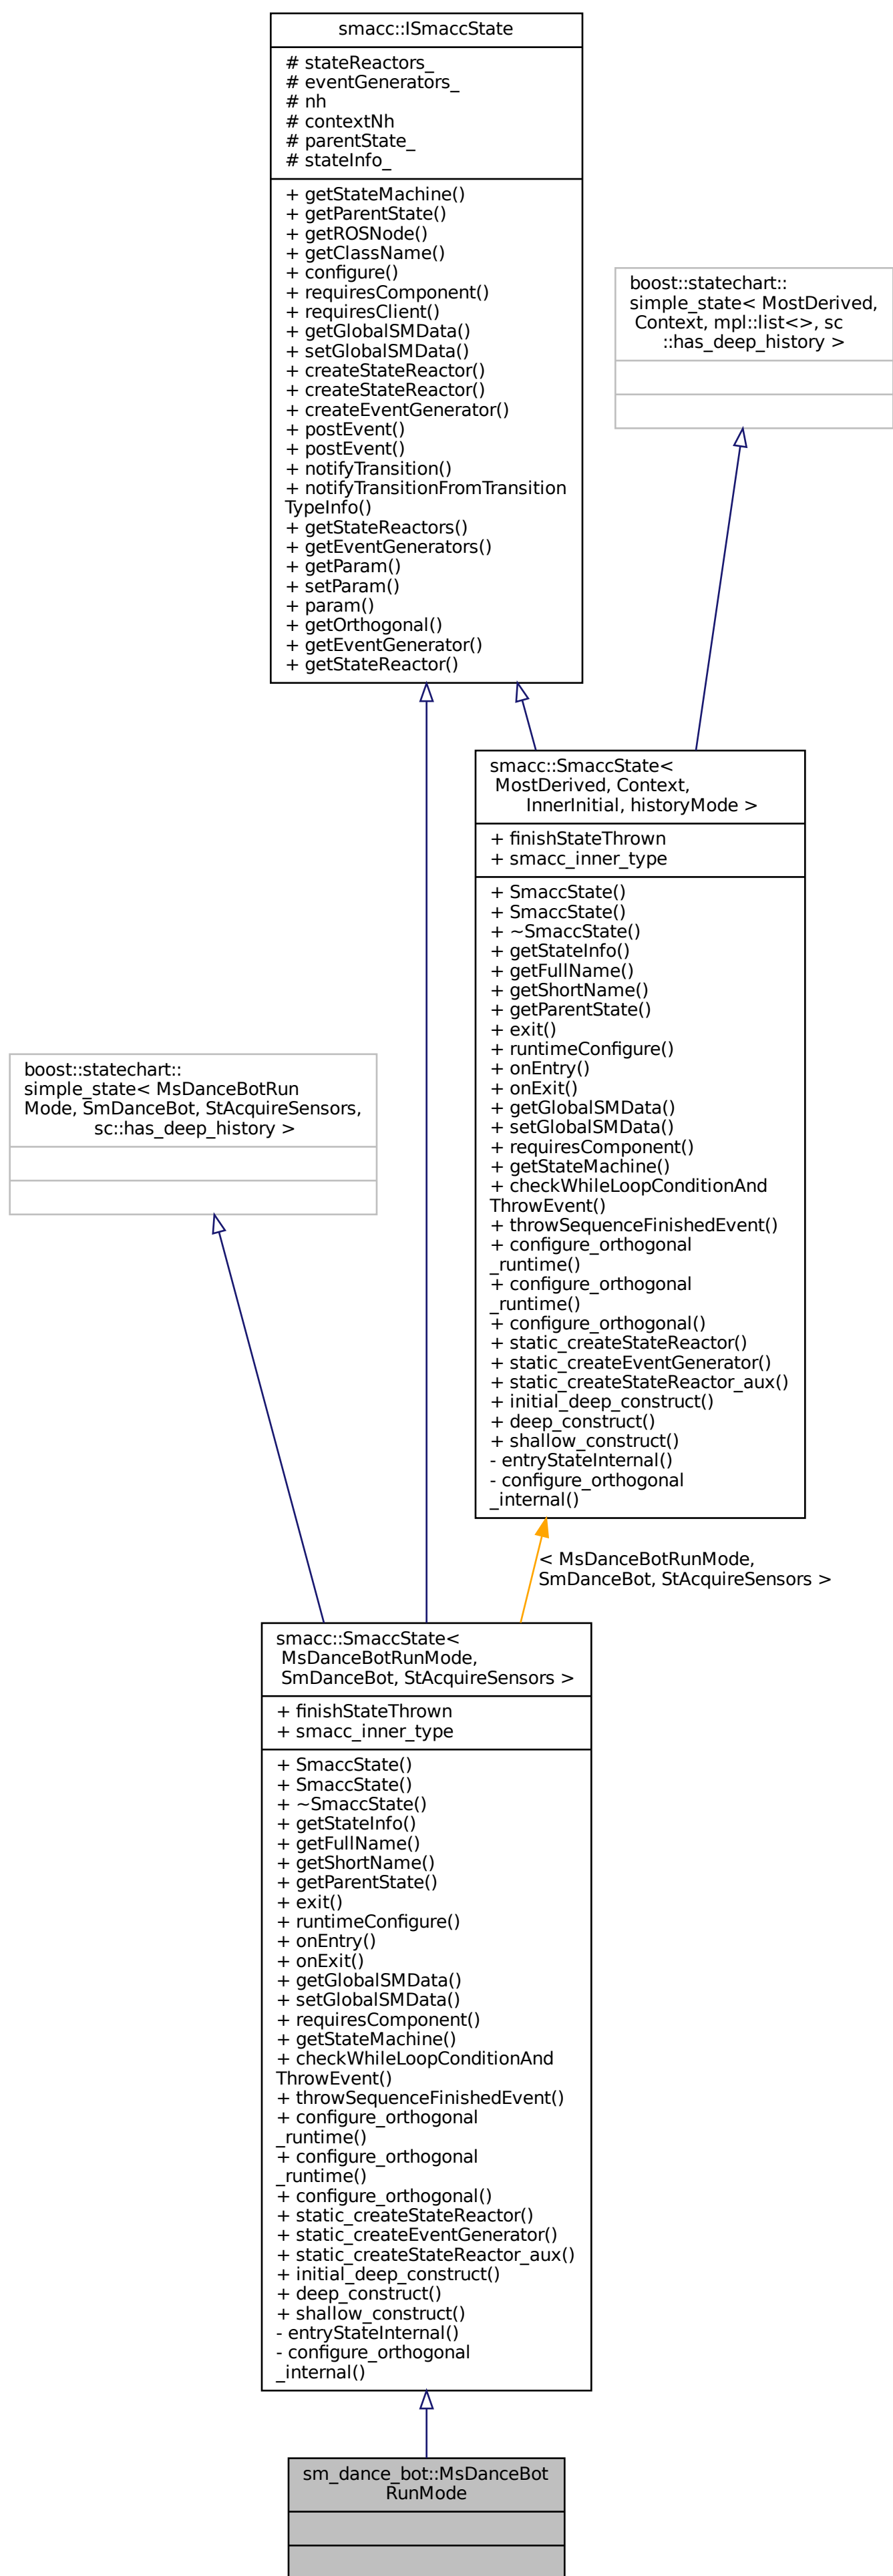 smacc::ISmaccState
# stateReactors_
# eventGenerators_
# nh
# contextNh
# parentState_
# stateInfo_
+ getStateMachine()
+ getParentState()
+ getROSNode()
+ getClassName()
+ configure()
+ requiresComponent()
+ requiresClient()
+ getGlobalSMData()
+ setGlobalSMData()
+ createStateReactor()
+ createStateReactor()
+ createEventGenerator()
+ postEvent()
+ postEvent()
+ notifyTransition()
+ notifyTransitionFromTransition
TypeInfo()
+ getStateReactors()
+ getEventGenerators()
+ getParam()
+ setParam()
+ param()
+ getOrthogonal()
+ getEventGenerator()
+ getStateReactor()
boost::statechart::
simple_state< MostDerived,
Context, mpl::list<>, sc
::has_deep_history >
smacc::SmaccState<
MostDerived, Context,
InnerInitial, historyMode >
+ finishStateThrown
+ smacc_inner_type
+ SmaccState()
+ SmaccState()
+ ~SmaccState()
+ getStateInfo()
+ getFullName()
+ getShortName()
+ getParentState()
+ exit()
+ runtimeConfigure()
+ onEntry()
+ onExit()
+ getGlobalSMData()
+ setGlobalSMData()
+ requiresComponent()
+ getStateMachine()
+ checkWhileLoopConditionAnd
ThrowEvent()
+ throwSequenceFinishedEvent()
+ configure_orthogonal
_runtime()
+ configure_orthogonal
_runtime()
+ configure_orthogonal()
+ static_createStateReactor()
+ static_createEventGenerator()
+ static_createStateReactor_aux()
+ initial_deep_construct()
+ deep_construct()
+ shallow_construct()
- entryStateInternal()
- configure_orthogonal
_internal()
boost::statechart::
simple_state< MsDanceBotRun
Mode, SmDanceBot, StAcquireSensors,
sc::has_deep_history >
< MsDanceBotRunMode,
SmDanceBot, StAcquireSensors >
smacc::SmaccState<
MsDanceBotRunMode,
SmDanceBot, StAcquireSensors >
+ finishStateThrown
+ smacc_inner_type
+ SmaccState()
+ SmaccState()
+ ~SmaccState()
+ getStateInfo()
+ getFullName()
+ getShortName()
+ getParentState()
+ exit()
+ runtimeConfigure()
+ onEntry()
+ onExit()
+ getGlobalSMData()
+ setGlobalSMData()
+ requiresComponent()
+ getStateMachine()
+ checkWhileLoopConditionAnd
ThrowEvent()
+ throwSequenceFinishedEvent()
+ configure_orthogonal
_runtime()
+ configure_orthogonal
_runtime()
+ configure_orthogonal()
+ static_createStateReactor()
+ static_createEventGenerator()
+ static_createStateReactor_aux()
+ initial_deep_construct()
+ deep_construct()
+ shallow_construct()
- entryStateInternal()
- configure_orthogonal
_internal()
sm_dance_bot::MsDanceBot
RunMode